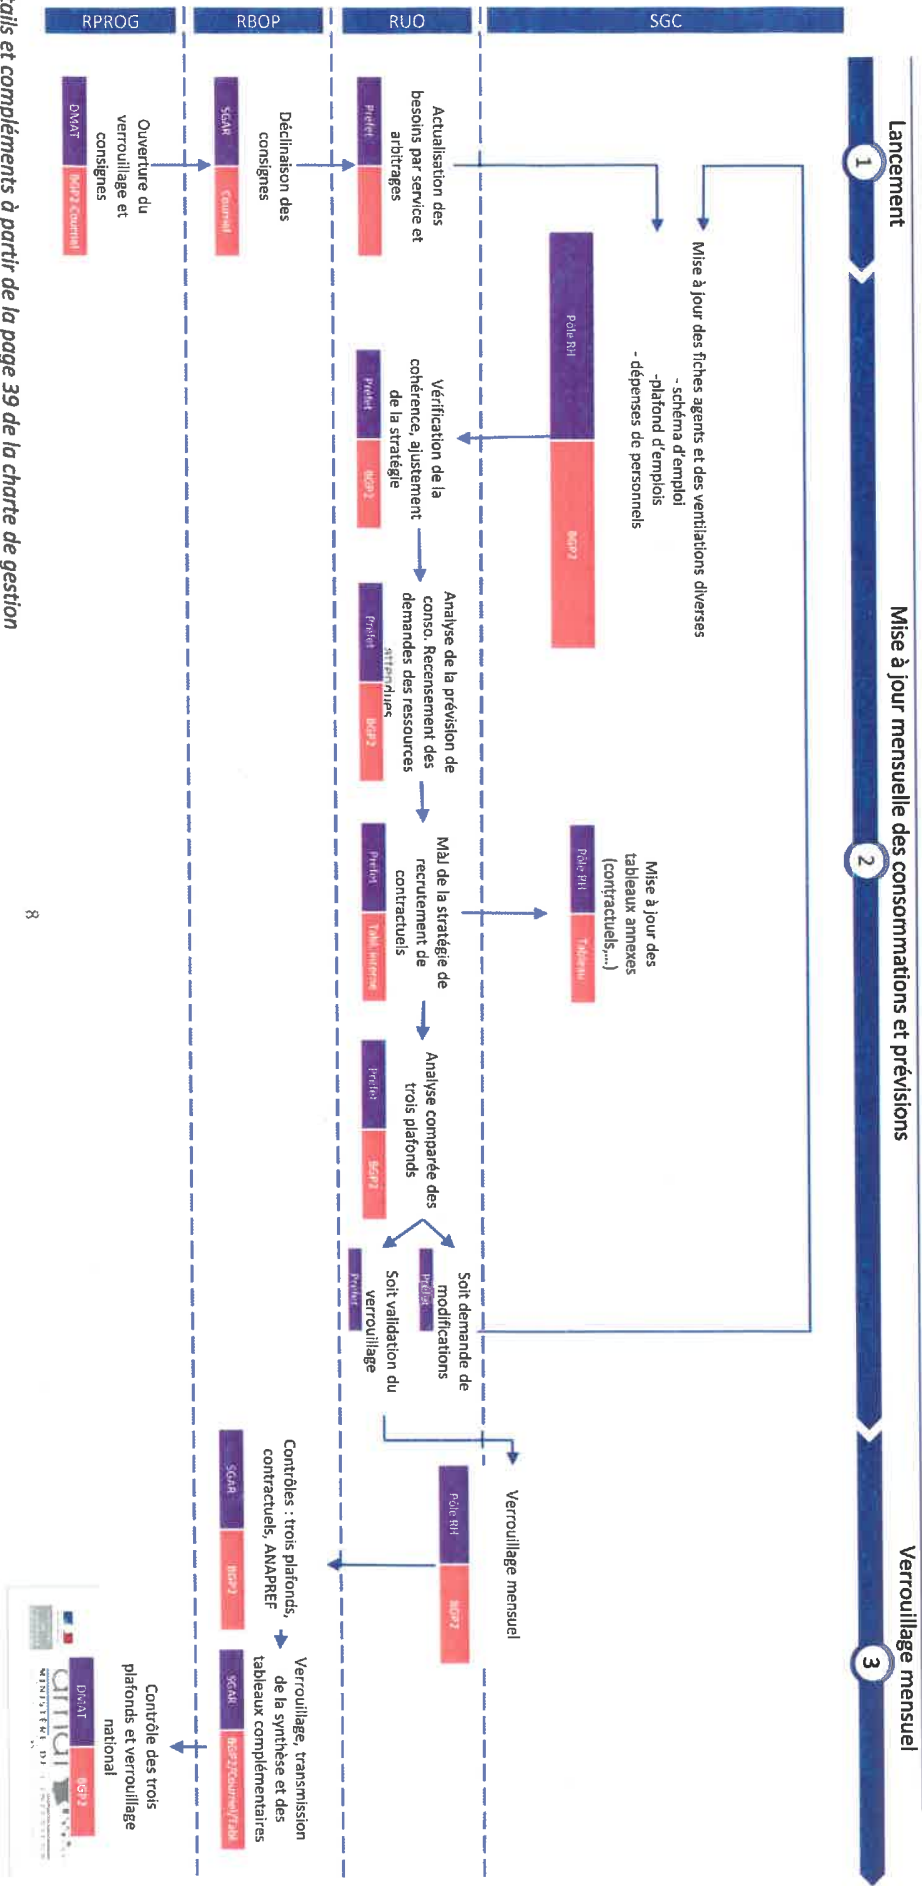 Lancement
Mise à jour mensuelle des consommations et prévisions
Verrouillage mensuel
1
2
3
SGC
Mise à jour des fiches agents et des ventilations diverses
- schéma d'emploi
-plafond d'emplois
- dépenses de personnels
Pôle RH
BGP2
Mise à jour des
tableaux annexes
(contractuels,...)
Pôle RH
Tableau
Verrouillage mensuel
Pôle RH
BGP2
RUO
Actualisation des
besoins par service et
arbitrages
Préfet
Vérification de la
cohérence, ajustement
de la stratégie
Préfet
BGP2
Analyse de la prévision de
conso. Recensement des
demandes des ressources
attendues
Préfet
BGP2
MàJ de la stratégie de
recrutement de
contractuels
Préfet
Tabl. interne
Analyse comparée des
trois plafonds
Préfet
BGP2
Soit demande de
modifications
Préfet
Soit validation du
verrouillage
Préfet
RBOP
Déclinaison des
consignes
SGAR
Courriel
Contrôles : trois plafonds,
contractuels, ANAPREF
SGAR
BGP2
Verrouillage, transmission
de la synthèse et des
tableaux complémentaires
SGAR
BGP2/Courriel/Tabl.
RPROG
Ouverture du
verrouillage et
consignes
DMAT
BGP2-Courriel
Contrôle des trois
plafonds et verrouillage
national
DMAT
BGP2
MINISTÈRE DE
8
et compléments à partir de la page 39 de la charte de gestion